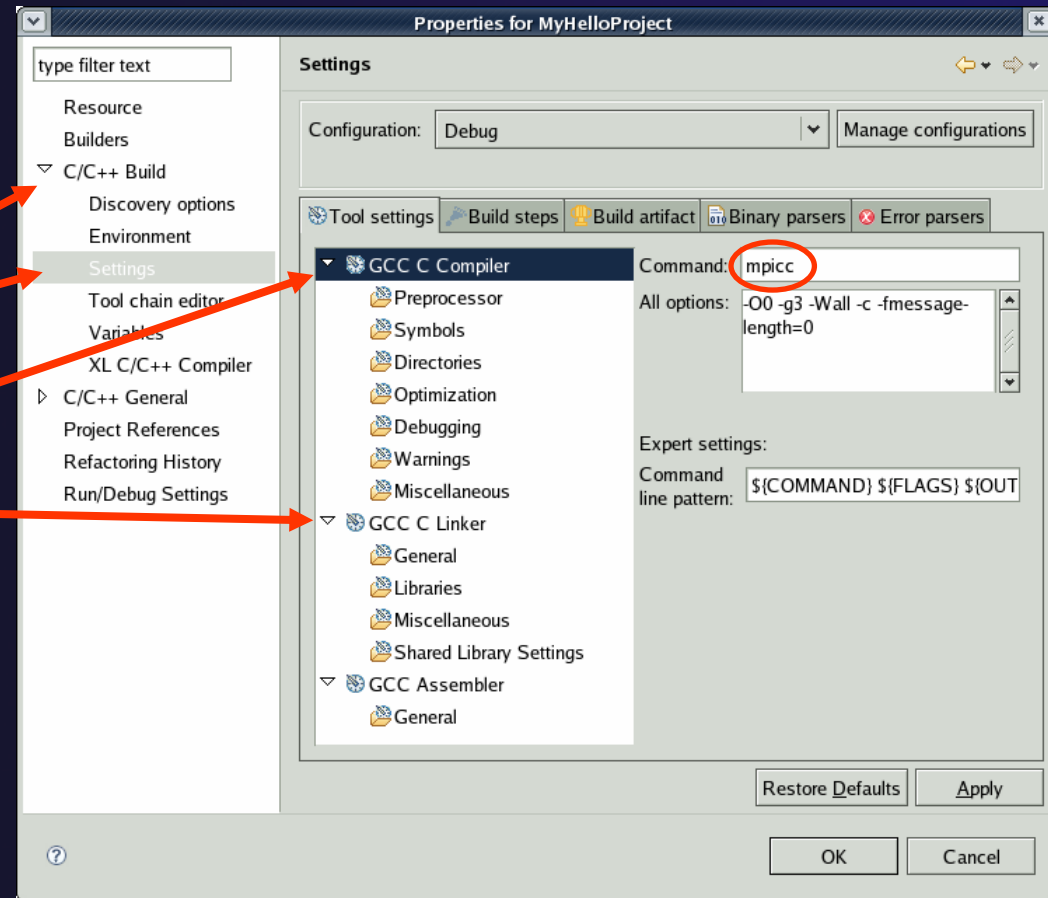 Properties for MyHelloProject
type filter text
Resource
Builders
C/C++ Build
Discovery options
Environment
Settings
Tool chain editor
Variables
XL C/C++ Compiler
C/C++ General
Project References
Refactoring History
Run/Debug Settings
Settings
Configuration: Debug Manage configurations
Tool settings Build steps Build artifact Binary parsers Error parsers
GCC C Compiler
Preprocessor
Symbols
Directories
Optimization
Debugging
Warnings
Miscellaneous
GCC C Linker
General
Libraries
Miscellaneous
Shared Library Settings
GCC Assembler
General
Command: mpicc
All options: -O0 -g3 -Wall -c -fmessage-
length=0
Expert settings:
Command
line pattern: ${COMMAND} ${FLAGS} ${OUT
Restore Defaults Apply
OK Cancel